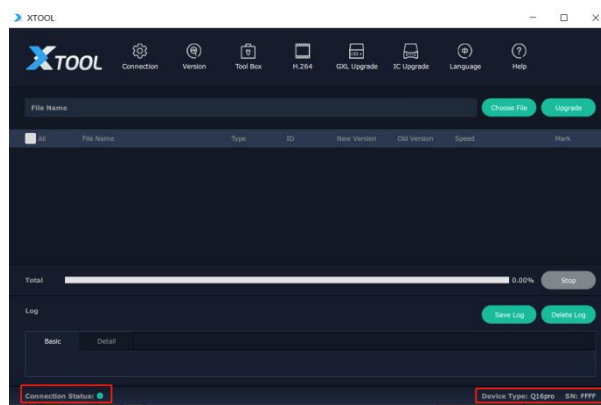 XTOOL
XTOOL
Connection Version Tool Box H.264 GXL Upgrade IC Upgrade Language Help
File Name Choose File Upgrade
All File Name Type ID New Version Old Version Speed Mark
Total 0.00% Stop
Log Save Log Delete Log
Basic Detail
Connection Status: Device Type: Q16pro SN: FFFF